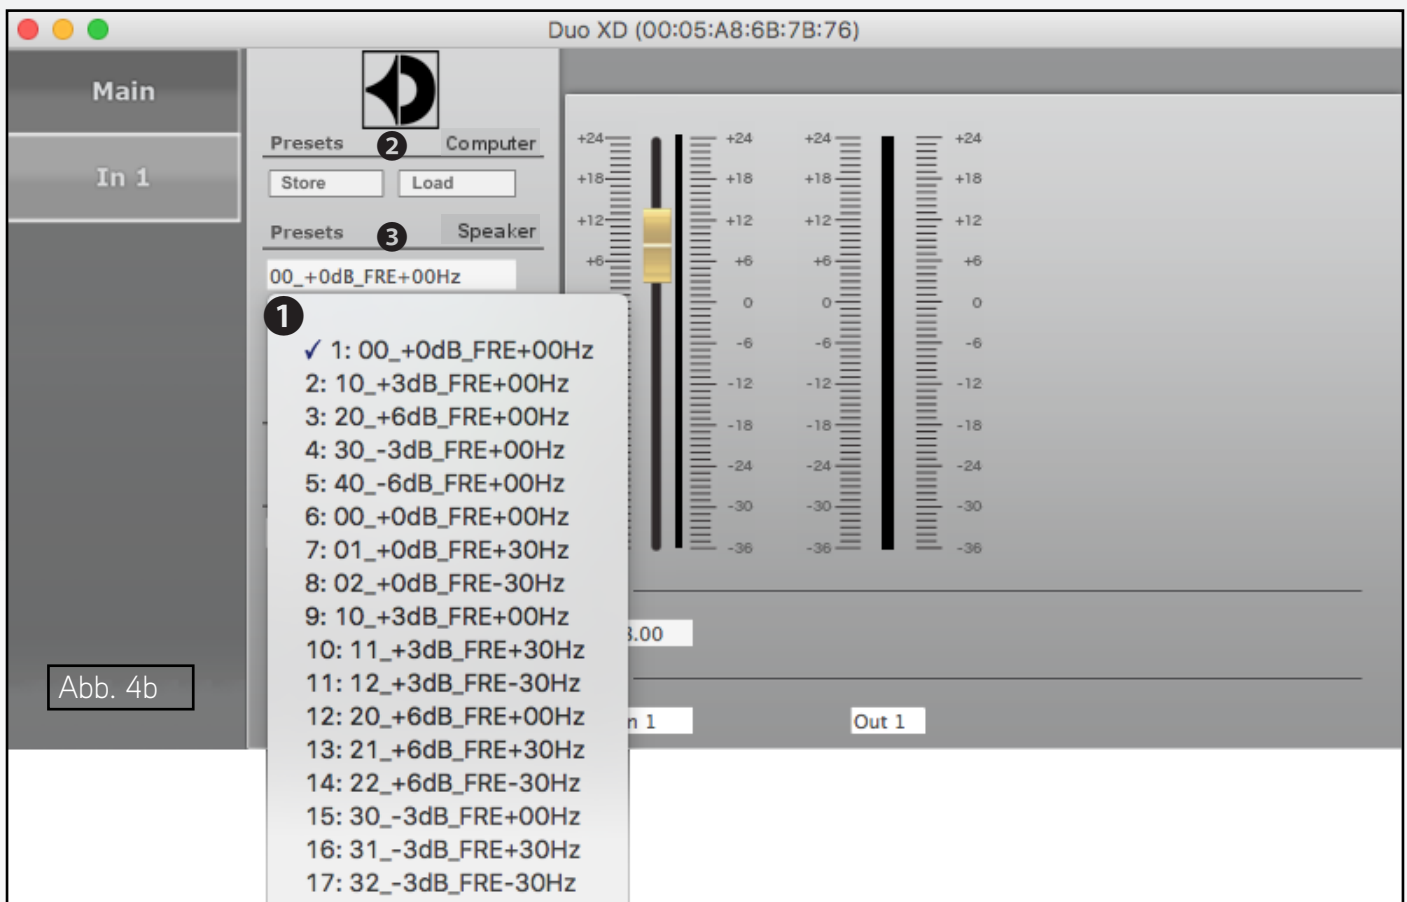 Duo XD (00:05:A8:6B:7B:76)
Main
In 1
Presets 2 Computer
Store Load
Presets 3 Speaker
00_+0dB_FRE+00Hz
1
✓ 1: 00_+0dB_FRE+00Hz
2: 10_+3dB_FRE+00Hz
3: 20_+6dB_FRE+00Hz
4: 30_-3dB_FRE+00Hz
5: 40_-6dB_FRE+00Hz
6: 00_+0dB_FRE+00Hz
7: 01_+0dB_FRE+30Hz
8: 02_+0dB_FRE-30Hz
9: 10_+3dB_FRE+00Hz
10: 11_+3dB_FRE+30Hz
11: 12_+3dB_FRE-30Hz
12: 20_+6dB_FRE+00Hz
13: 21_+6dB_FRE+30Hz
14: 22_+6dB_FRE-30Hz
15: 30_-3dB_FRE+00Hz
16: 31_-3dB_FRE+30Hz
17: 32_-3dB_FRE-30Hz
+24 +24 +24 +24
+18 +18 +18 +18
+12 +12 +12 +12
+6 +6 +6 +6
0 0 0
-6 -6 -6
-12 -12 -12
-18 -18 -18
-24 -24 -24
-30 -30 -30
-36 -36 -36
.00
n 1 Out 1
Abb. 4b